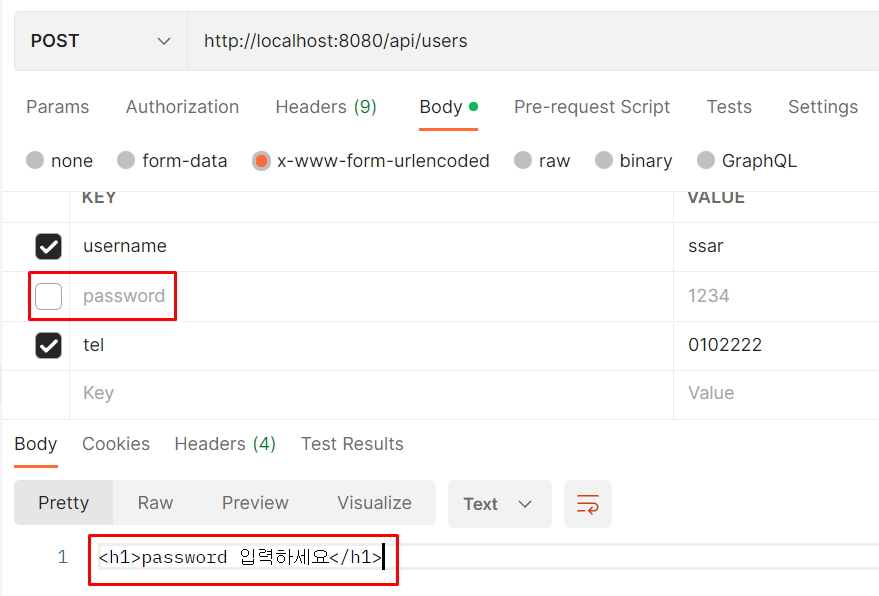 POST http://localhost:8080/api/users
Params Authorization Headers (9) Body Pre-request Script Tests Settings
none form-data x-www-form-urlencoded raw binary GraphQL
KEY VALUE
username ssar
password 1234
tel 0102222
Key Value
Body Cookies Headers (4) Test Results
Pretty Raw Preview Visualize Text
1 <h1>password 입력하세요</h1>